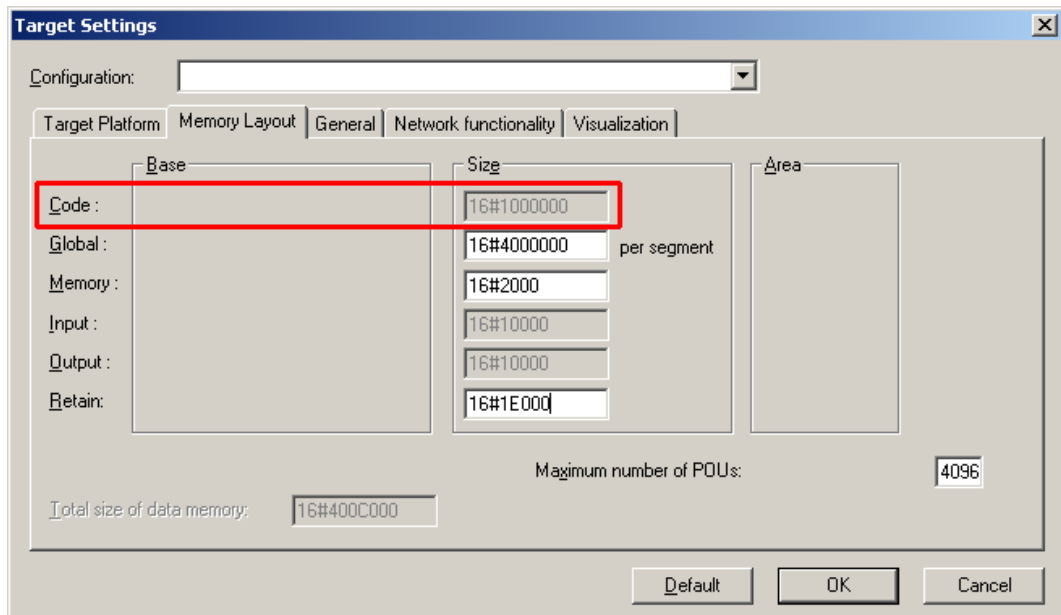 Target Settings
Configuration:
Target Platform Memory Layout General Network functionality Visualization
Base Size Area
Code : 16#1000000
Global : 16#4000000 per segment
Memory : 16#2000
Input : 16#10000
Output : 16#10000
Retain: 16#1E000
Maximum number of POUs: 4096
Total size of data memory: 16#400C000
Default OK Cancel